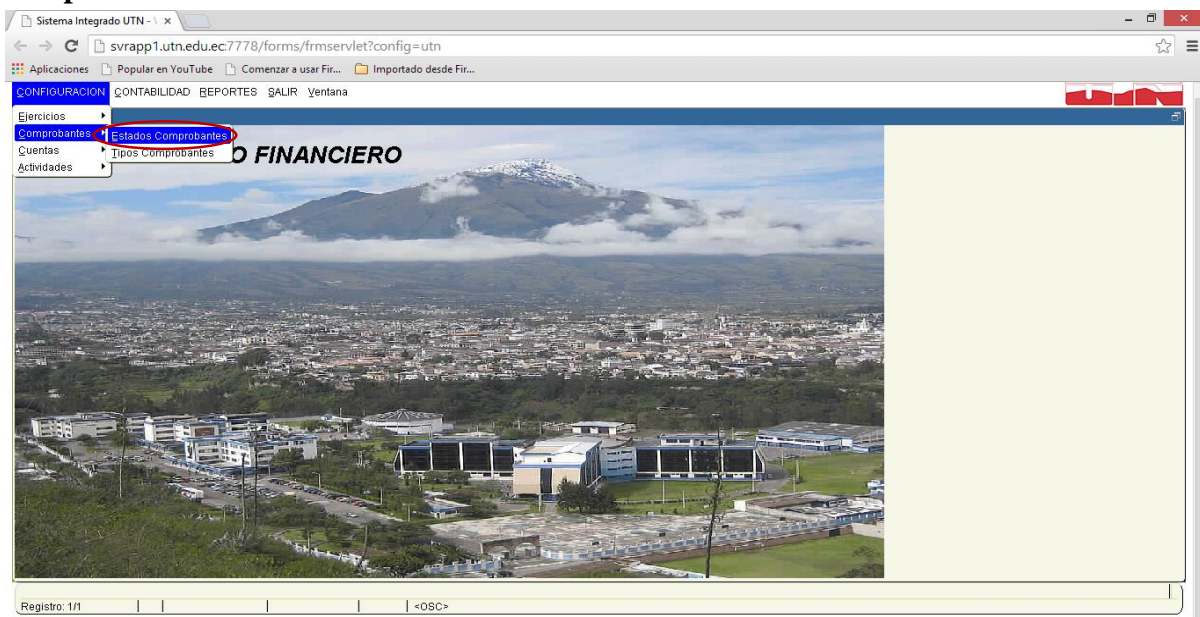 Sistema Integrado UTN - \
svrapp1.utn.edu.ec:7778/forms/frmservlet?config=utn
Aplicaciones Popular en YouTube Comenzar a usar Fir... Importado desde Fir...
CONFIGURACION CONTABILIDAD REPORTES SALIR Ventana
Ejercicios
Comprobantes Estados Comprobantes
Cuentas Tipos Comprobantes
O FINANCIERO
Actividades
Registro: 1/1 <OSC>